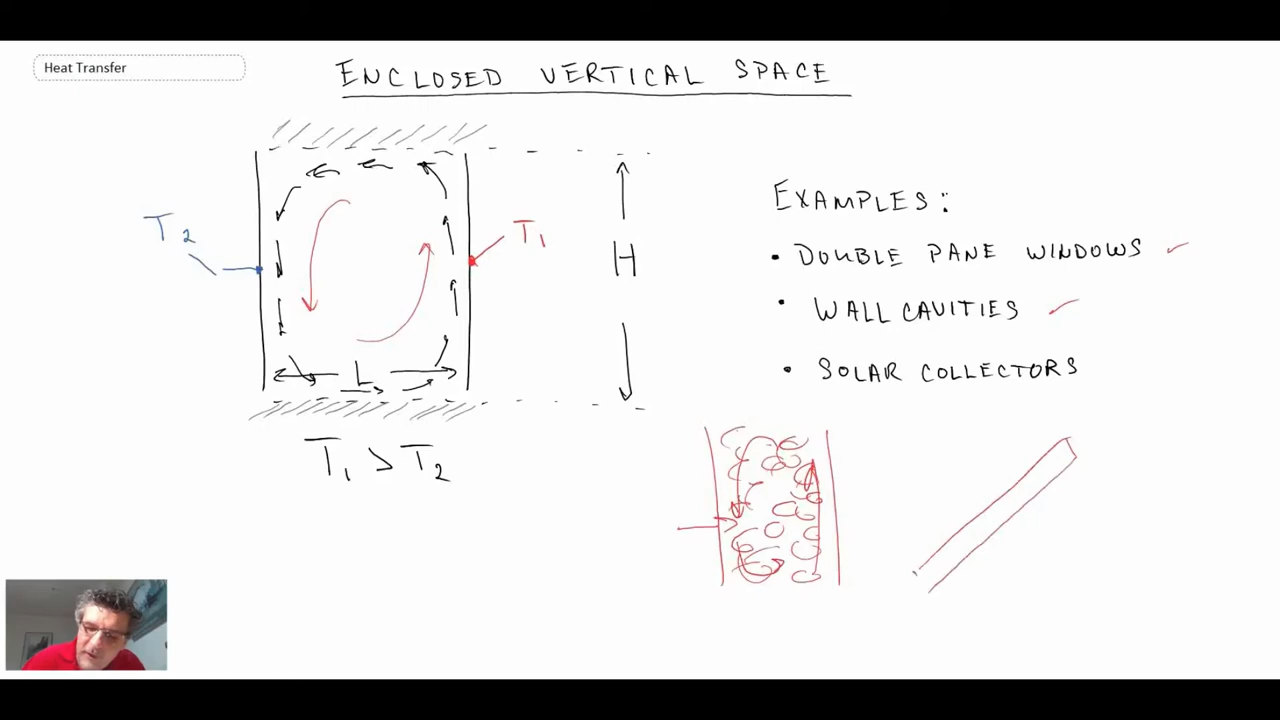 Heat Transfer
ENCLOSED VERTICAL SPACE
T2
T1
H
L
T1 > T2
EXAMPLES:
• DOUBLE PANE WINDOWS ✓
• WALL CAVITIES ✓
• SOLAR COLLECTORS